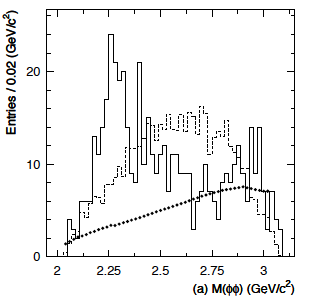 Entries / 0.02 (GeV/c²)
20
10
0
2 2.25 2.5 2.75 3
(a) M(ϕϕ) (GeV/c²)